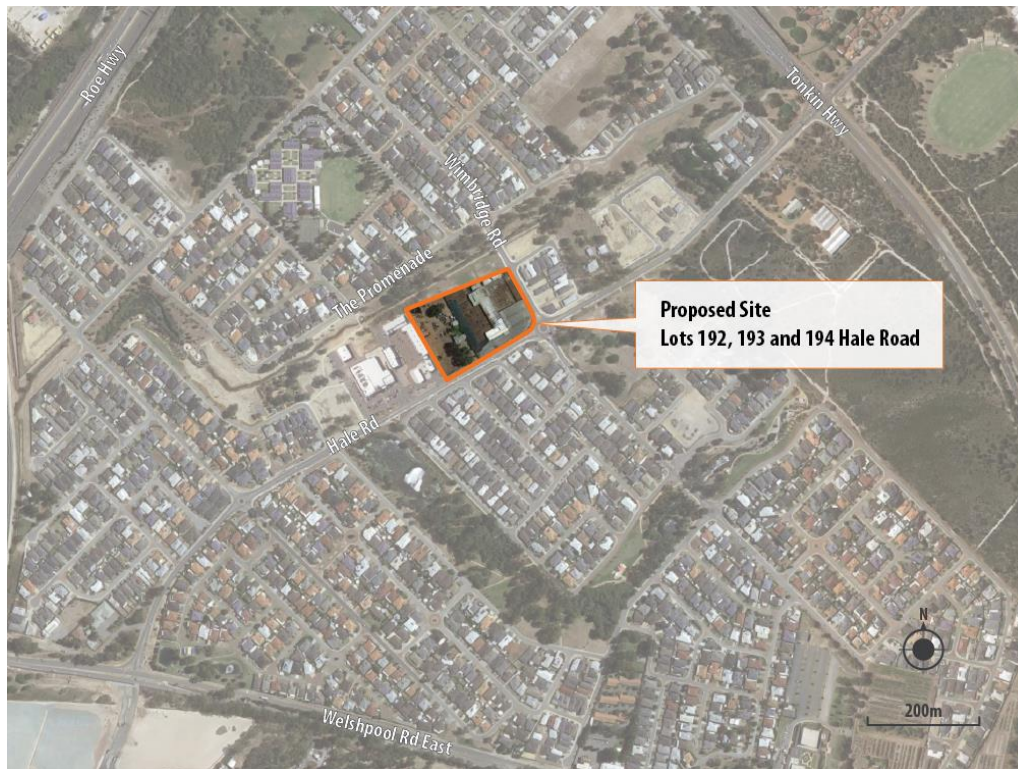 Roe Hwy
Tonkin Hwy
Wimbridge Rd
The Promenade
Proposed Site
Lots 192, 193 and 194 Hale Road
Hale Rd
N
200m
Welshpool Rd East